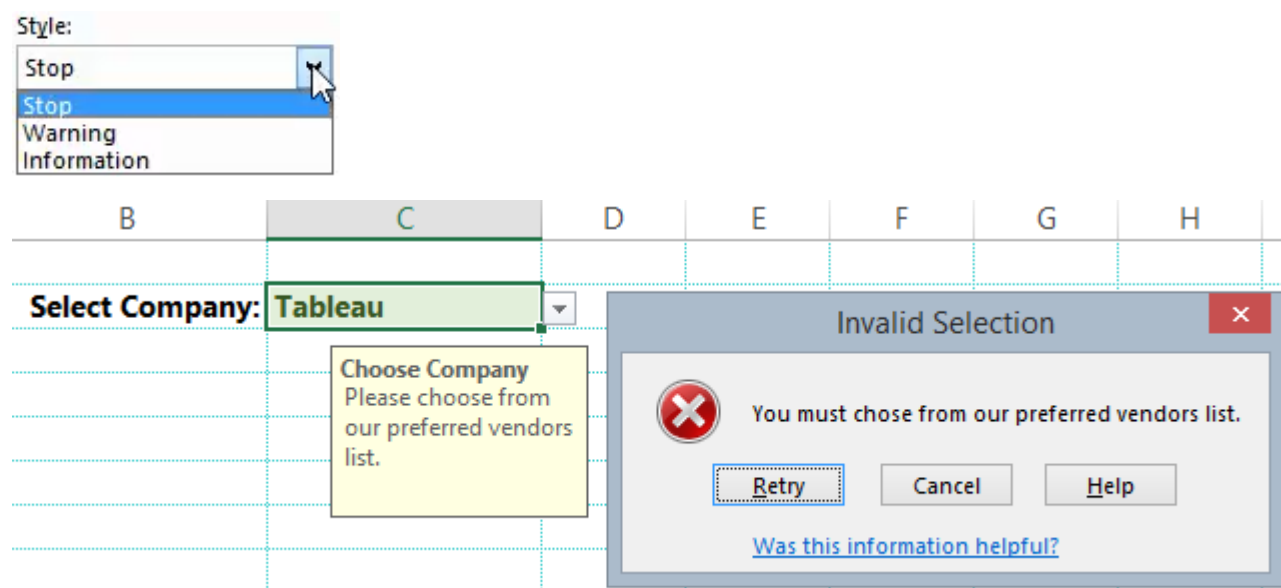 Style:
Stop
Stop
Warning
Information
B C D E F G H
Select Company: Tableau
Invalid Selection
Choose Company
Please choose from
our preferred vendors
list.
You must chose from our preferred vendors list.
Retry Cancel Help
Was this information helpful?